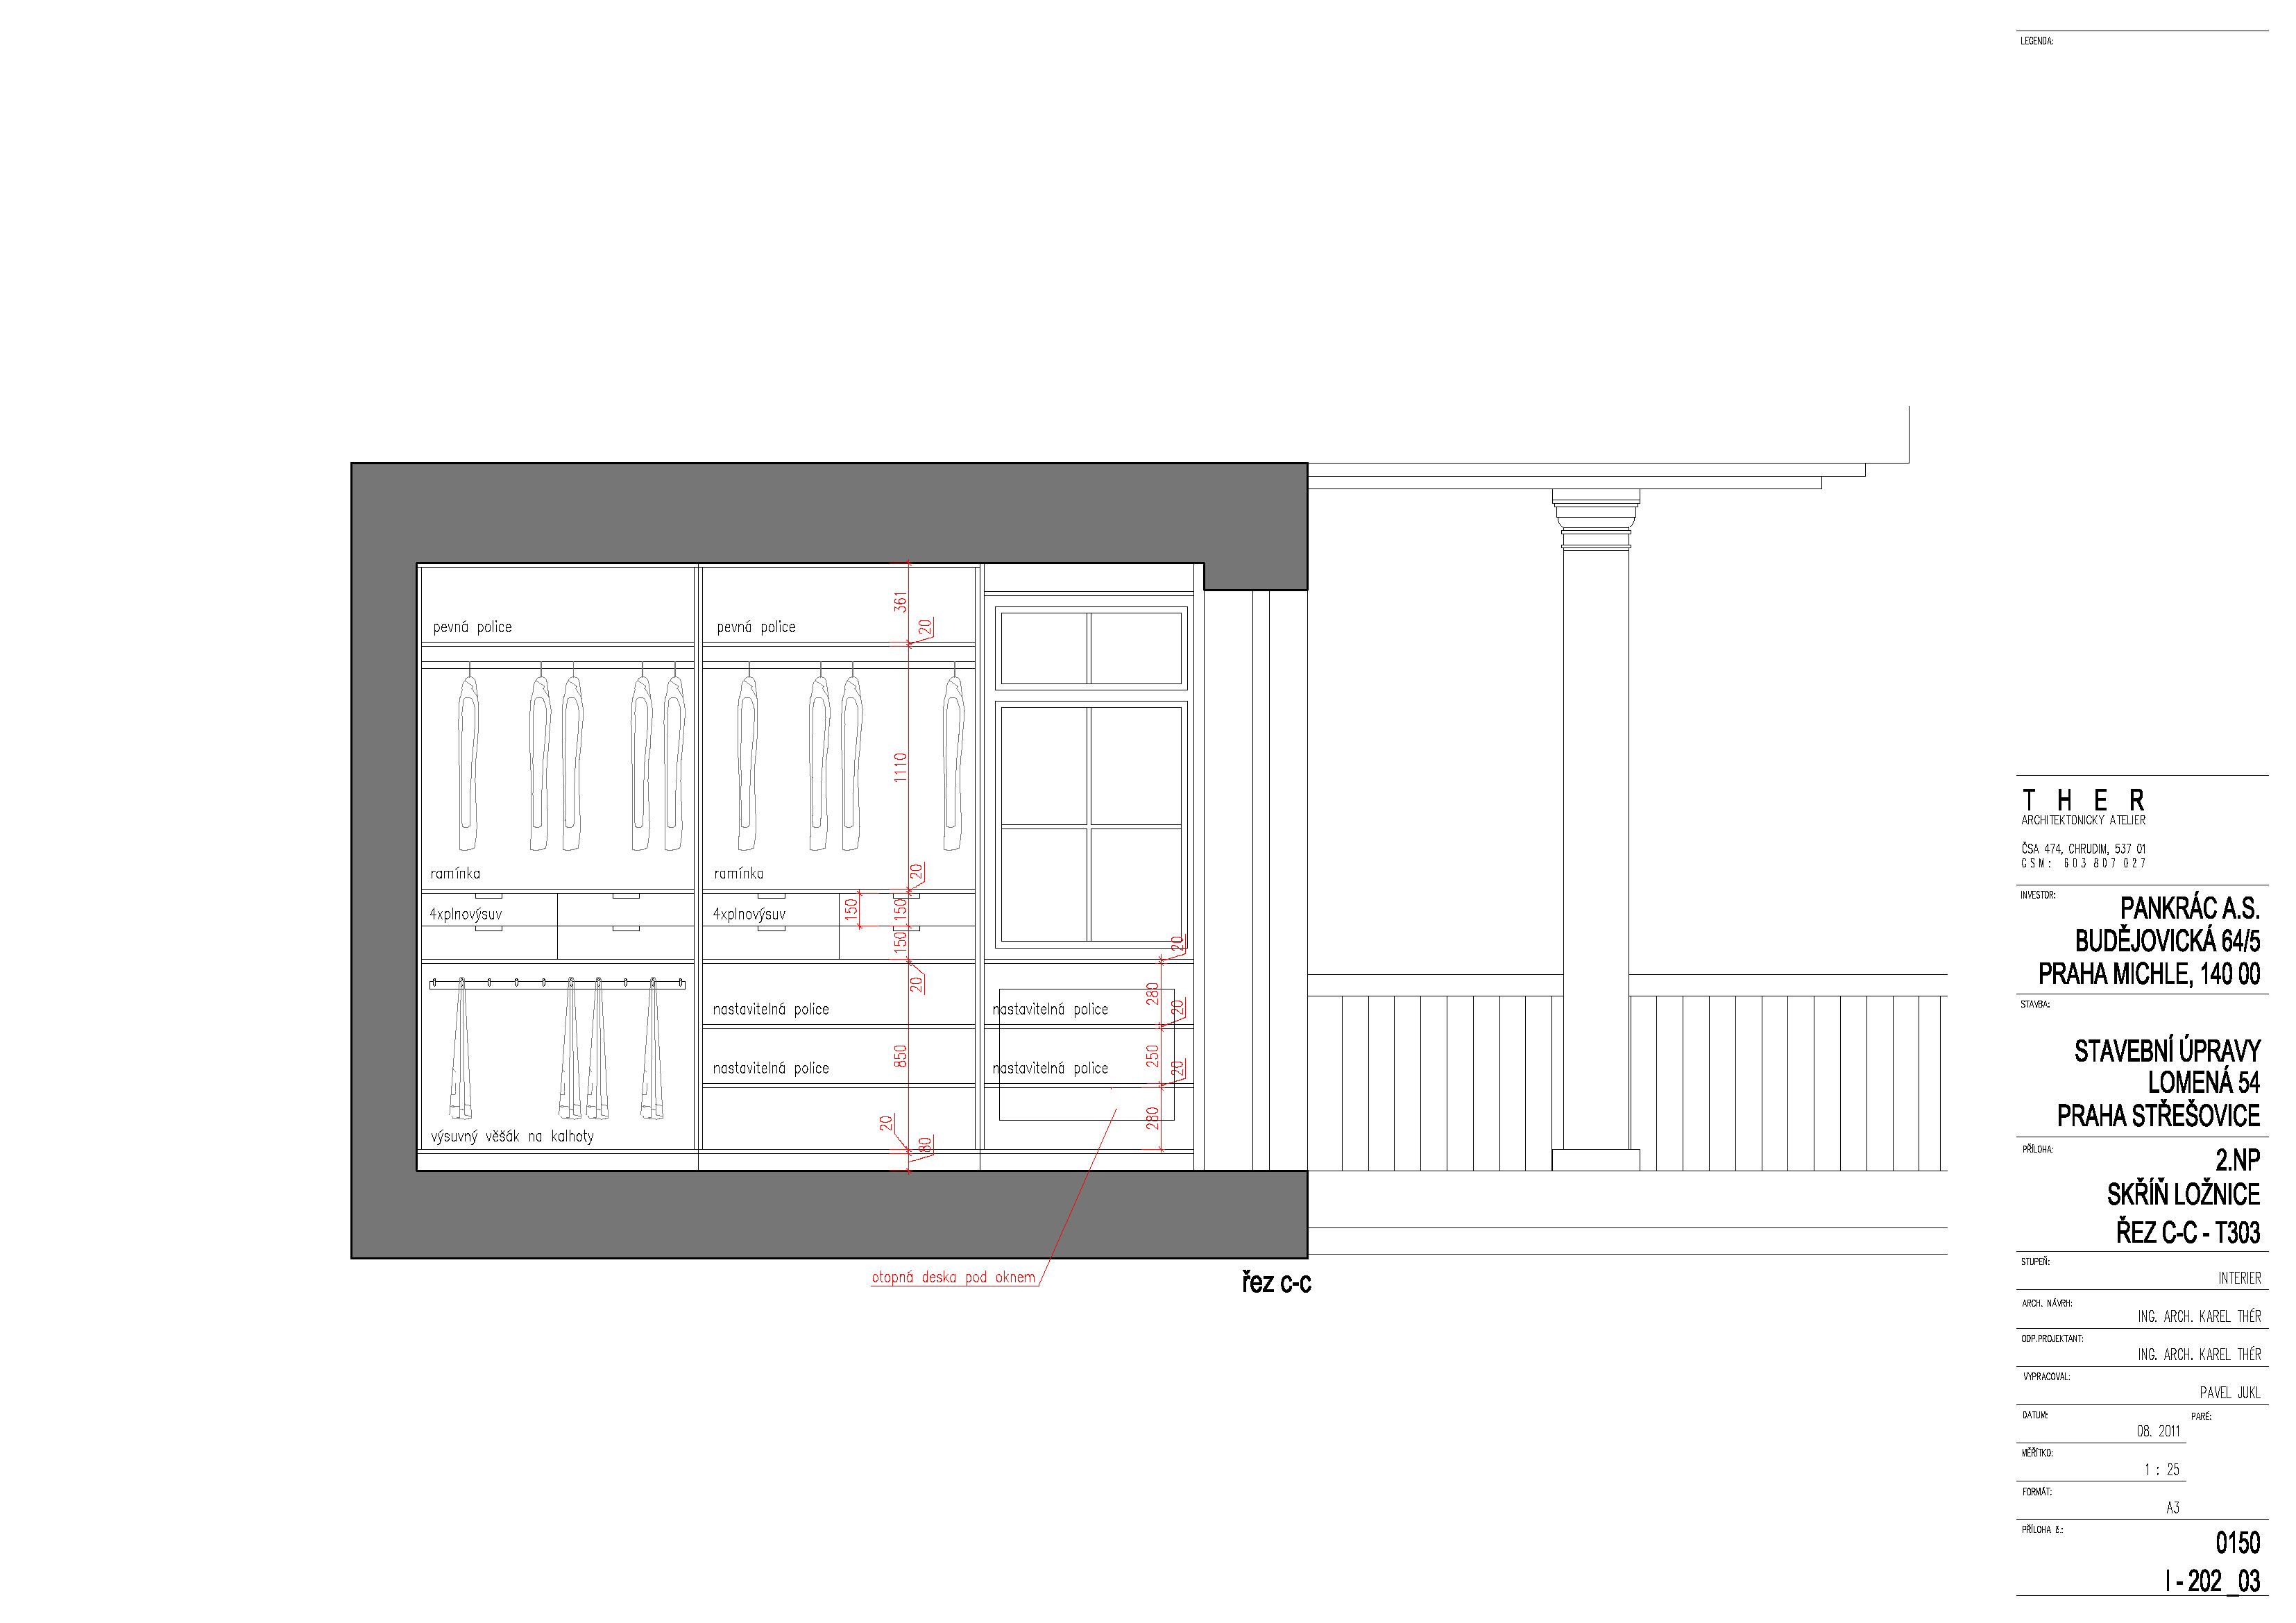 LEGENDA:
361
20
pevná police
pevná police
1110
20
ramínka
ramínka
4xplnovýsuv
4xplnovýsuv
150
150
150
20
20
280
20
nastavitelná police
nastavitelná police
850
250
20
nastavitelná police
nastavitelná police
280
20
80
výsuvný věšák na kalhoty
otopná deska pod oknem
řez c-c
T H E R
ARCHITEKTONICKÝ ATELIER
ČSA 474, CHRUDIM, 537 01
GSM: 603 807 027
INVESTOR:
PANKRÁC A.S.
BUDĚJOVICKÁ 64/5
PRAHA MICHLE, 140 00
STAVBA:
STAVEBNÍ ÚPRAVY
LOMENÁ 54
PRAHA STŘEŠOVICE
PŘÍLOHA:
2.NP
SKŘÍŇ LOŽNICE
ŘEZ C-C - T303
STUPEŇ:
INTERIER
ARCH. NÁVRH:
ING. ARCH. KAREL THÉR
ODP.PROJEKTANT:
ING. ARCH. KAREL THÉR
VYPRACOVAL:
PAVEL JUKL
DATUM:
PARÉ:
08. 2011
MĚŘÍTKO:
1 : 25
FORMÁT:
A3
PŘÍLOHA č.:
0150
I - 202 _03